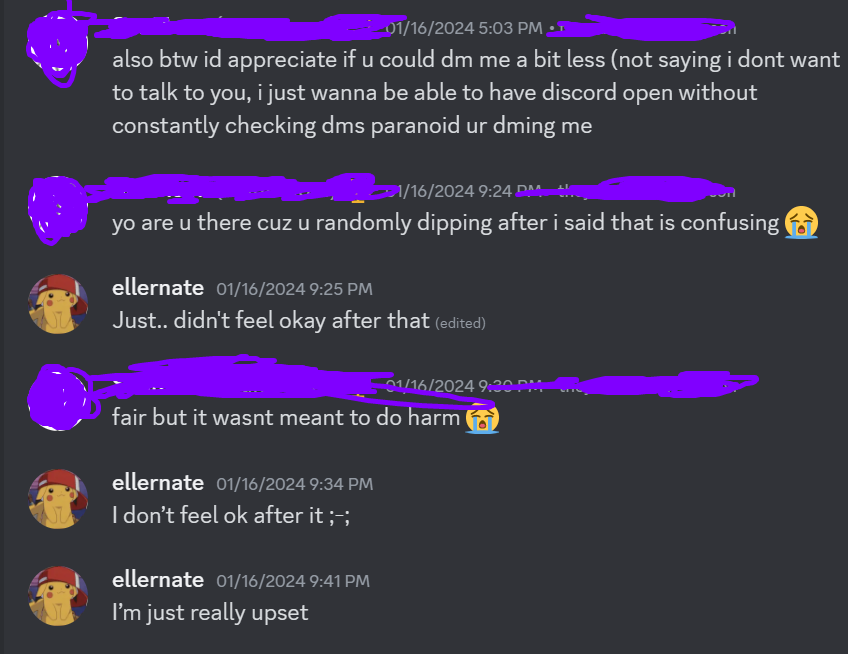 01/16/2024 5:03 PM •
also btw id appreciate if u could dm me a bit less (not saying i dont want
to talk to you, i just wanna be able to have discord open without
constantly checking dms paranoid ur dming me
1/16/2024 9:24 PM
yo are u there cuz u randomly dipping after i said that is confusing 😭
ellernate 01/16/2024 9:25 PM
Just.. didn't feel okay after that (edited)
01/16/2024 9:30 PM
fair but it wasnt meant to do harm 😭
ellernate 01/16/2024 9:34 PM
I don’t feel ok after it ;-;
ellernate 01/16/2024 9:41 PM
I’m just really upset